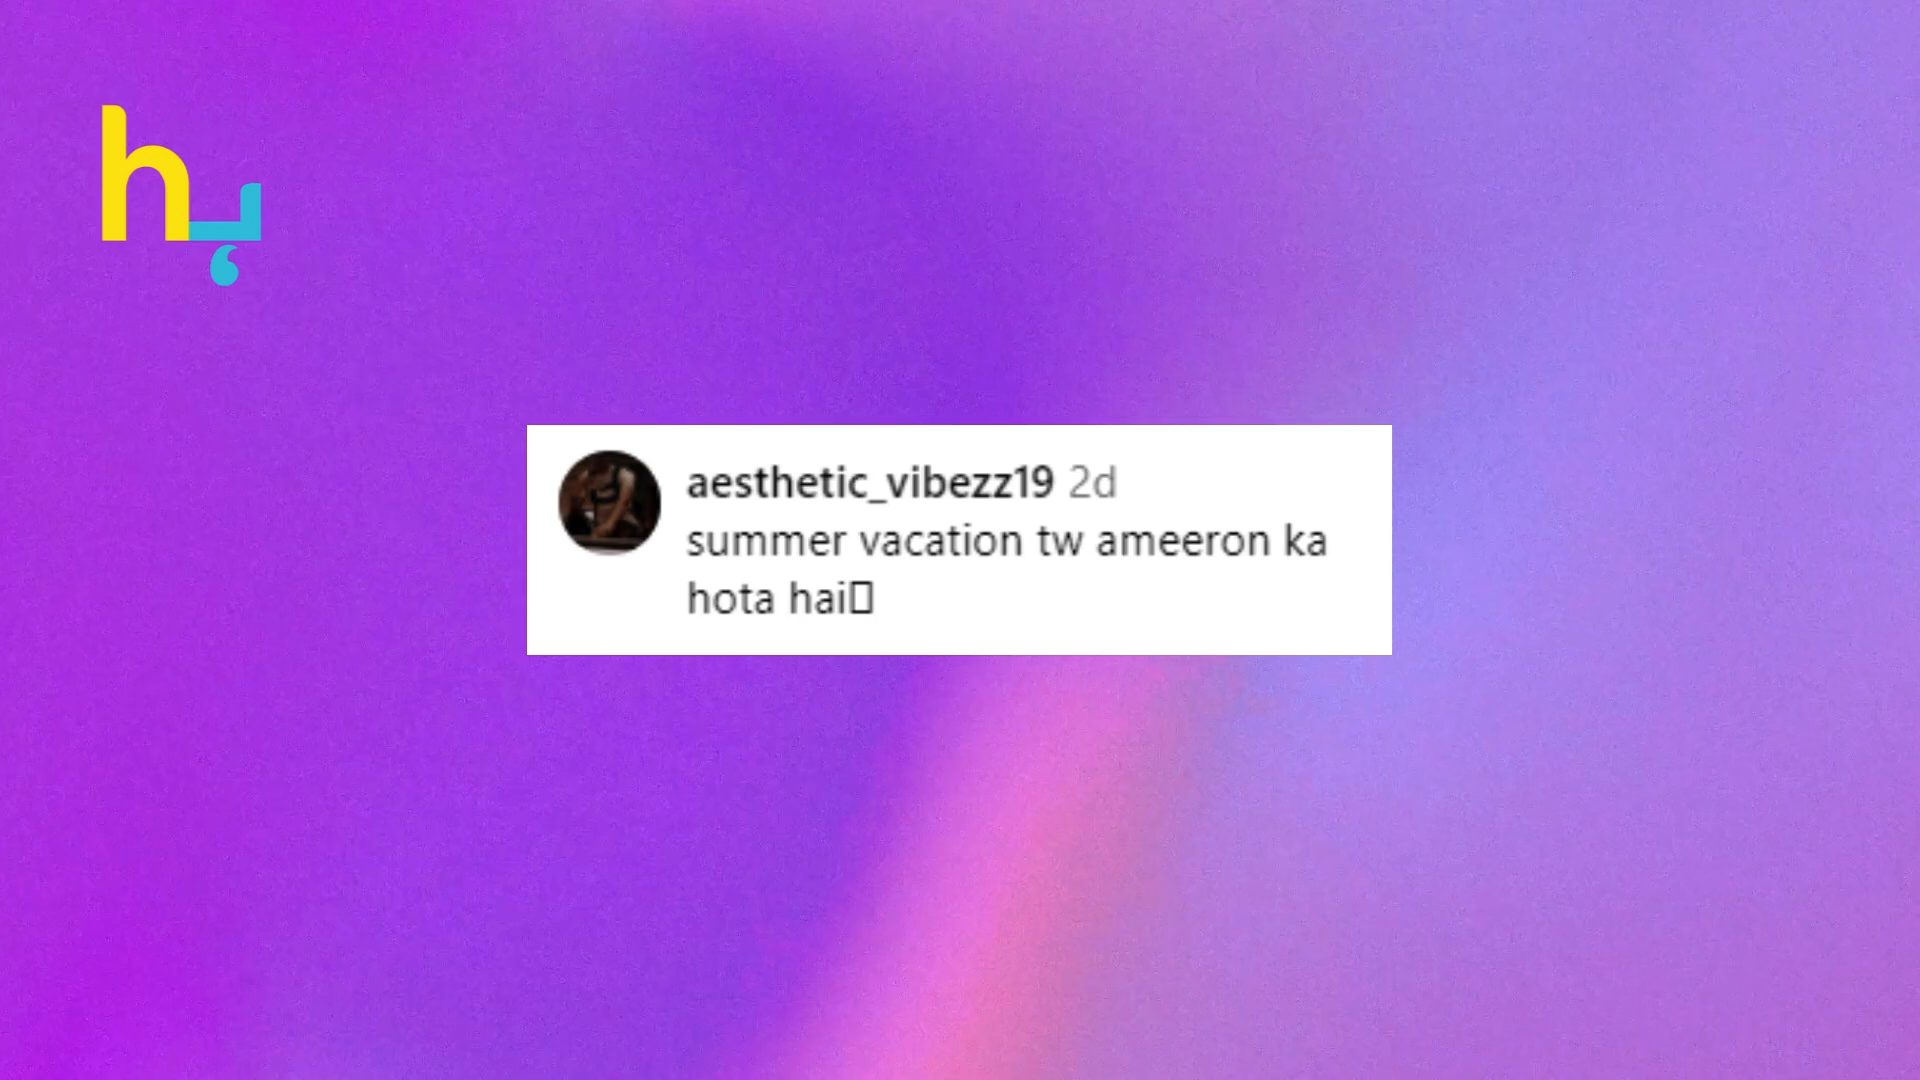 aesthetic_vibezz19 2d
summer vacation tw ameeron ka
hota hai